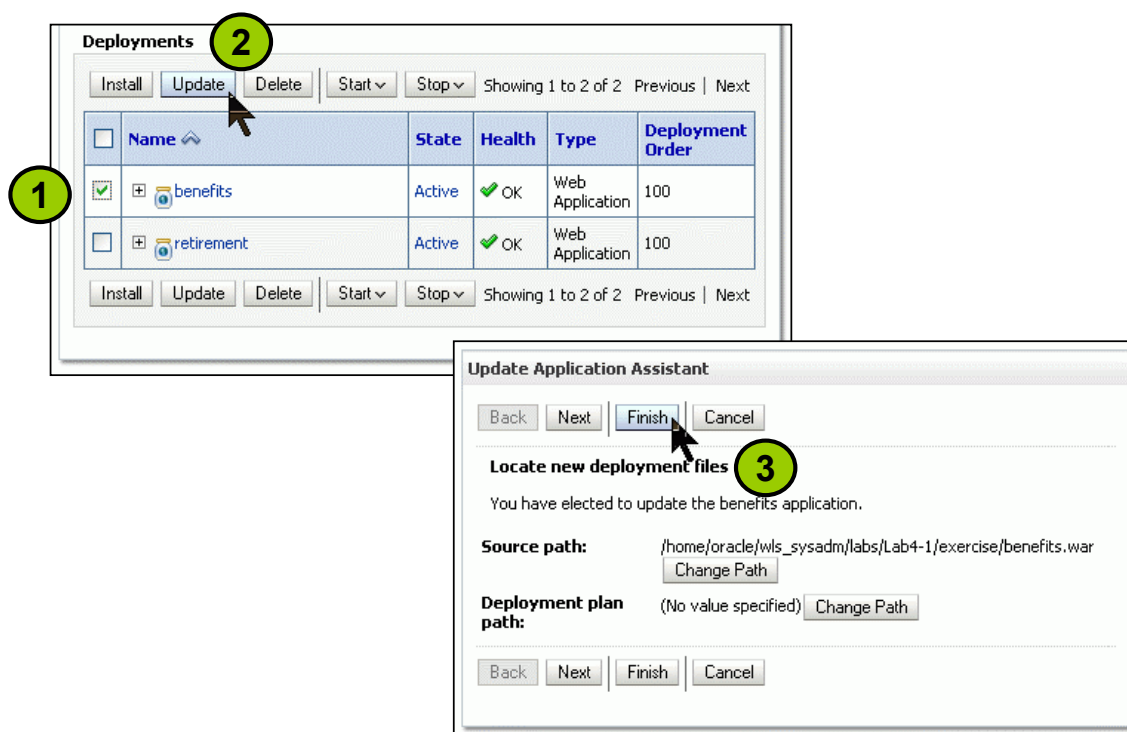 Deployments
2
Install Update Delete Start Stop Showing 1 to 2 of 2 Previous | Next
Name State Health Type Deployment Order
1
benefits Active OK Web Application 100
retirement Active OK Web Application 100
Install Update Delete Start Stop Showing 1 to 2 of 2 Previous | Next
Update Application Assistant
Back Next Finish Cancel
Locate new deployment files
3
You have elected to update the benefits application.
Source path: /home/oracle/wls_sysadm/labs/Lab4-1/exercise/benefits.war
Change Path
Deployment plan path: (No value specified) Change Path
Back Next Finish Cancel